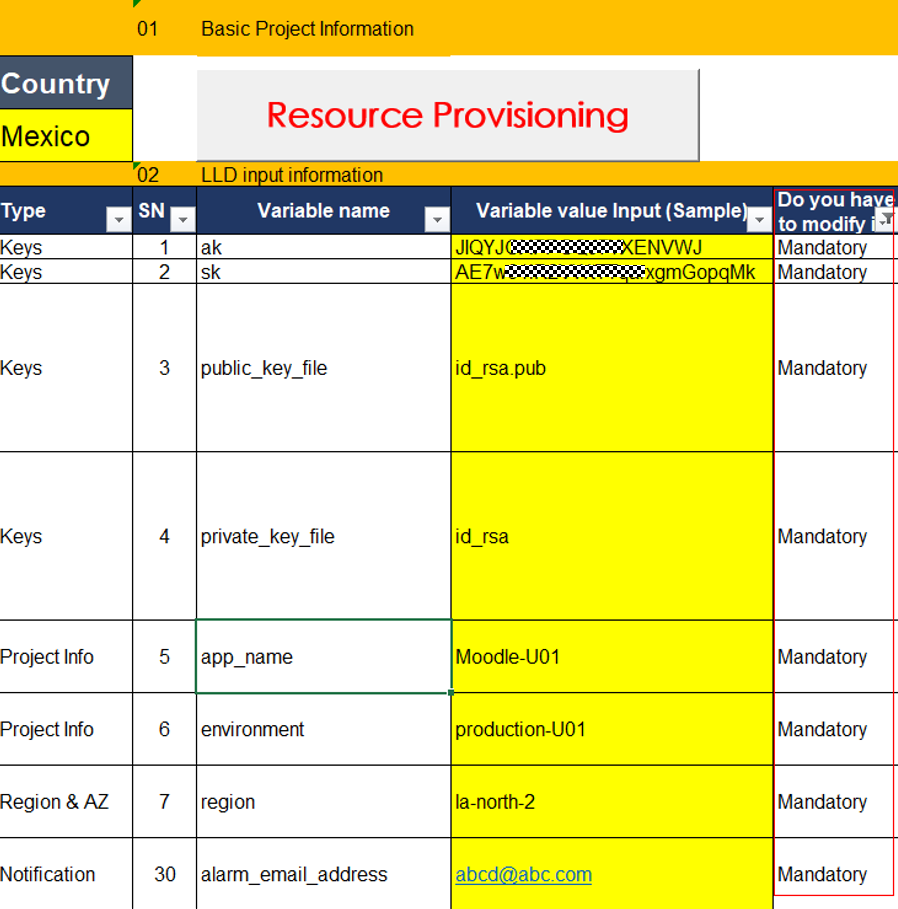 01 Basic Project Information
Country
Resource Provisioning
Mexico
02 LLD input information
Type SN Variable name Variable value Input (Sample) Do you have
to modify
Keys 1 ak JIQYJ XENVWJ Mandatory
Keys 2 sk AE7w xgmGopqMk Mandatory
Keys 3 public_key_file id_rsa.pub Mandatory
Keys 4 private_key_file id_rsa Mandatory
Project Info 5 app_name Moodle-U01 Mandatory
Project Info 6 environment production-U01 Mandatory
Region & AZ 7 region la-north-2 Mandatory
Notification 30 alarm_email_address abcd@abc.com Mandatory